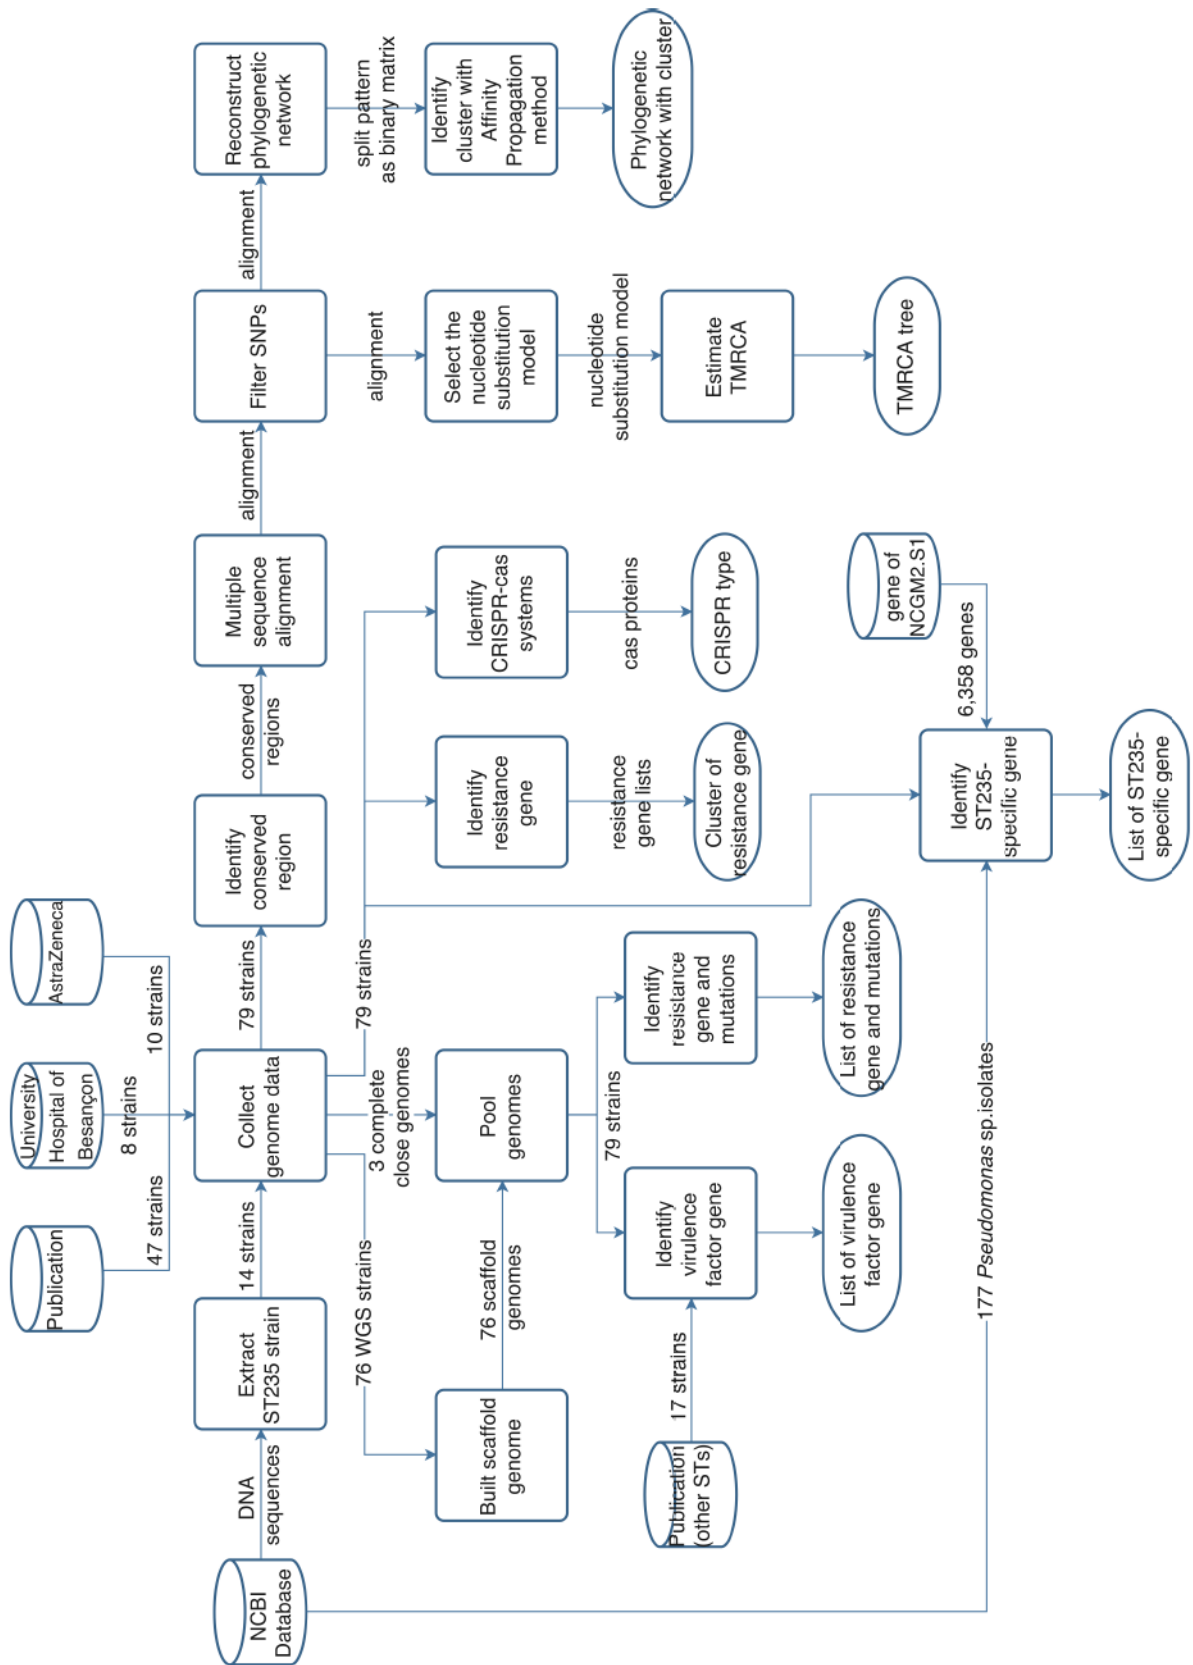 Publication
University
Hospital of
Besançon
AstraZeneca
47 strains
8 strains
10 strains
NCBI
Database
DNA
sequences
Extract
ST235 strain
14 strains
Collect
genome data
79 strains
Identify
conserved
region
conserved
regions
Multiple
sequence
alignment
alignment
Filter SNPs
alignment
Reconstruct
phylogenetic
network
76 WGS strains
3 complete
close genomes
79 strains
alignment
split pattern
as binary matrix
Built scaffold
genome
76 scaffold
genomes
Pool
genomes
Identify
resistance
gene
Identify
CRISPR-cas
systems
Select the
nucleotide
substitution
model
Identify
cluster with
Affinity
Propagation
method
79 strains
resistance
gene lists
cas proteins
nucleotide
substitution model
Publication
(other STs)
17 strains
Identify
virulence
factor gene
Identify
resistance
gene and
mutations
Cluster of
resistance gene
CRISPR type
Estimate
TMRCA
Phylogenetic
network with cluster
List of virulence
factor gene
List of resistance
gene and mutations
gene of
NCGM2.S1
TMRCA tree
177 Pseudomonas sp.isolates
Identify
ST235-
specific gene
6,358 genes
List of ST235-
specific gene